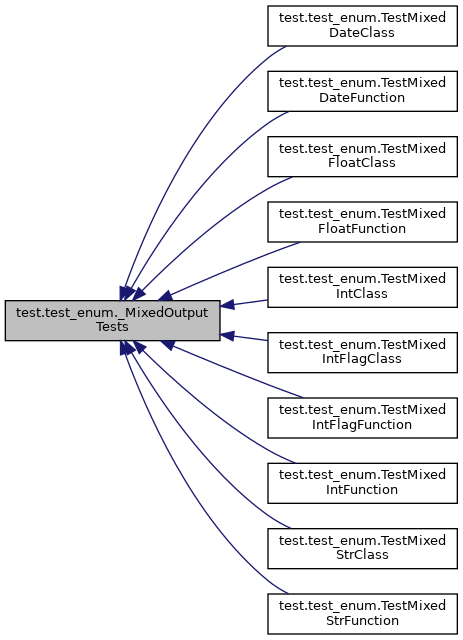 test.test_enum.TestMixed
DateClass
test.test_enum.TestMixed
DateFunction
test.test_enum.TestMixed
FloatClass
test.test_enum.TestMixed
FloatFunction
test.test_enum.TestMixed
IntClass
test.test_enum._MixedOutput
Tests
test.test_enum.TestMixed
IntFlagClass
test.test_enum.TestMixed
IntFlagFunction
test.test_enum.TestMixed
IntFunction
test.test_enum.TestMixed
StrClass
test.test_enum.TestMixed
StrFunction